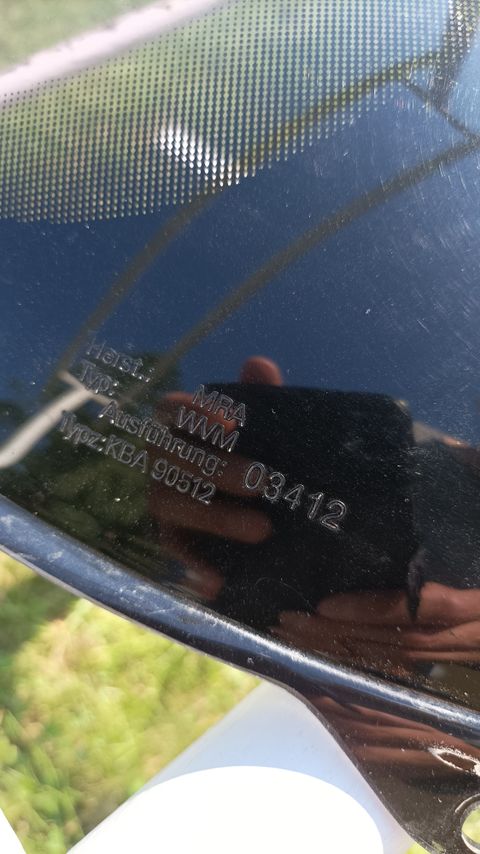 Herst.: MRA
Typ: WVM
Ausführung: 03412
Typz:KBA 90512